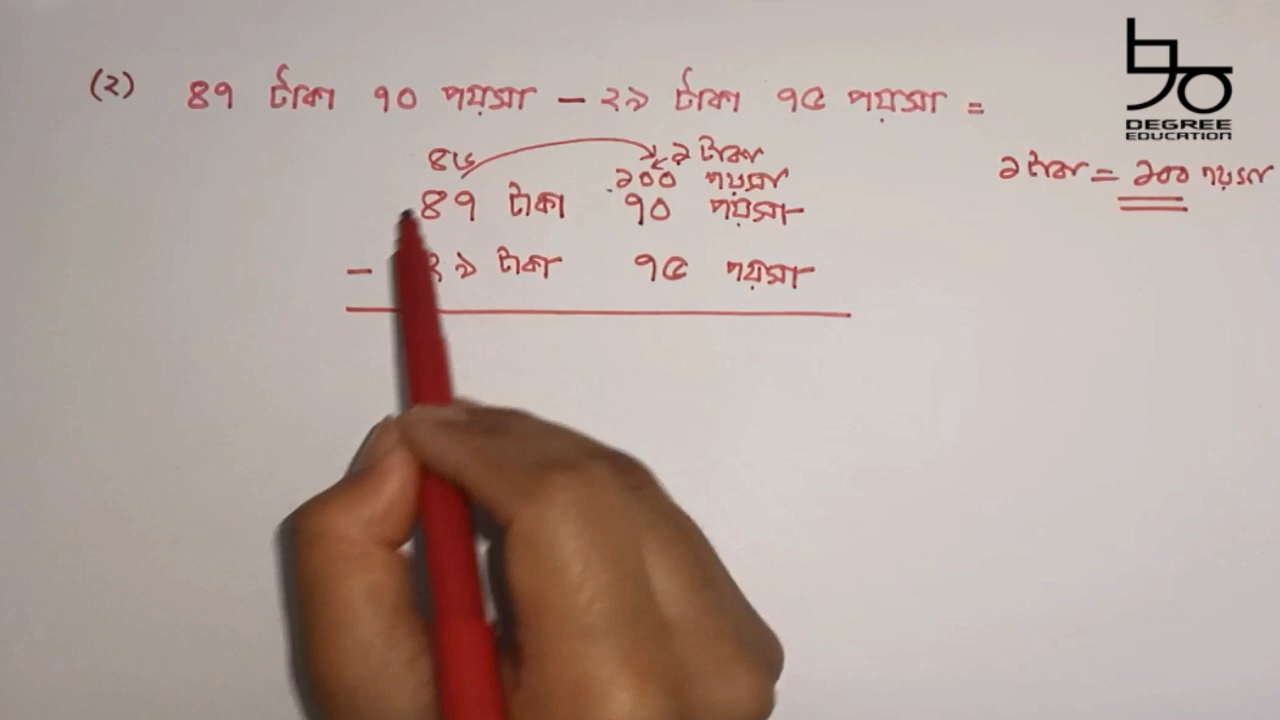 (২) ৪৭ টাকা ৭০ পয়সা - ২৯ টাকা ৭৫ পয়সা =
DEGREE
EDUCATION
১ টাকা = ১০০ পয়সা
৪৬ ১ টাকা
১০০ পয়সা
৪৭ টাকা ৭০ পয়সা
- ২৯ টাকা ৭৫ পয়সা